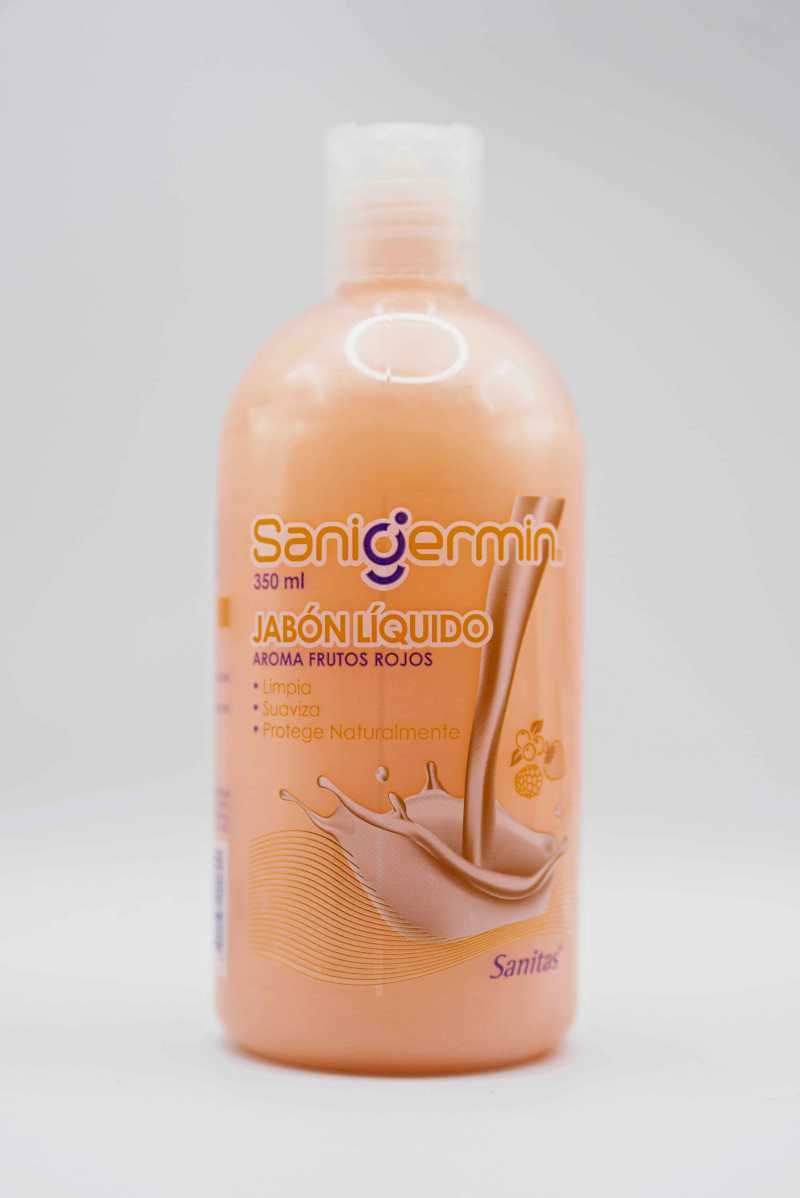 Sanigermin
350 ml
JABÓN LÍQUIDO
AROMA FRUTOS ROJOS
• Limpia
• Suaviza
• Protege Naturalmente
Sanitas